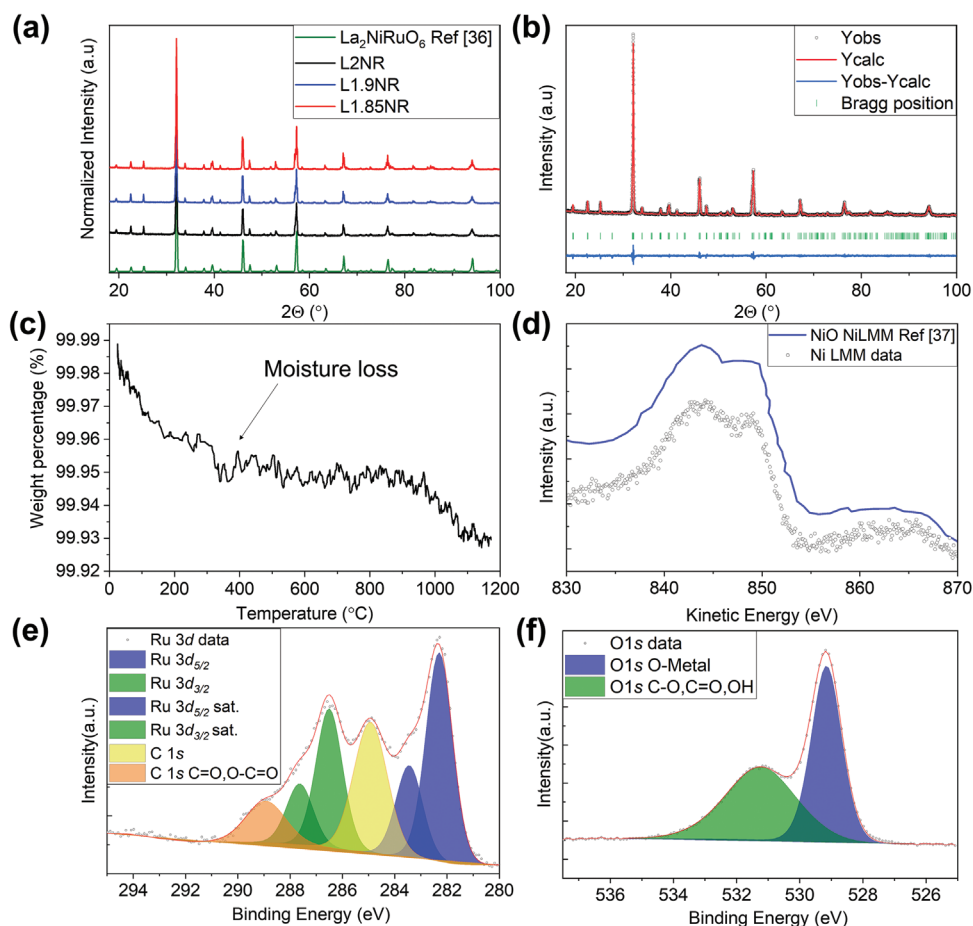 (a)
Normalized Intensity (a.u)
La₂NiRuO₆ Ref [36]
L2NR
L1.9NR
L1.85NR
20
40
60
80
100
2Θ (°)
(b)
Intensity (a.u)
Yobs
Ycalc
Yobs-Ycalc
Bragg position
20
40
60
80
100
2Θ (°)
(c)
Weight percentage (%)
99.99
99.98
99.97
99.96
99.95
99.94
99.93
99.92
Moisture loss
0
200
400
600
800
1000
1200
Temperature (°C)
(d)
Intensity (a.u.)
NiO NiLMM Ref [37]
Ni LMM data
830
840
850
860
870
Kinetic Energy (eV)
(e)
Intensity(a.u.)
Ru 3d data
Ru 3d5/2
Ru 3d3/2
Ru 3d5/2 sat.
Ru 3d3/2 sat.
C 1s
C 1s C=O,O-C=O
295
292
290
288
286
284
282
280
Binding Energy (eV)
(f)
Intensity (a.u.)
O1s data
O1s O-Metal
O1s C-O,C=O,OH
536
533
531
529
526
Binding Energy (eV)